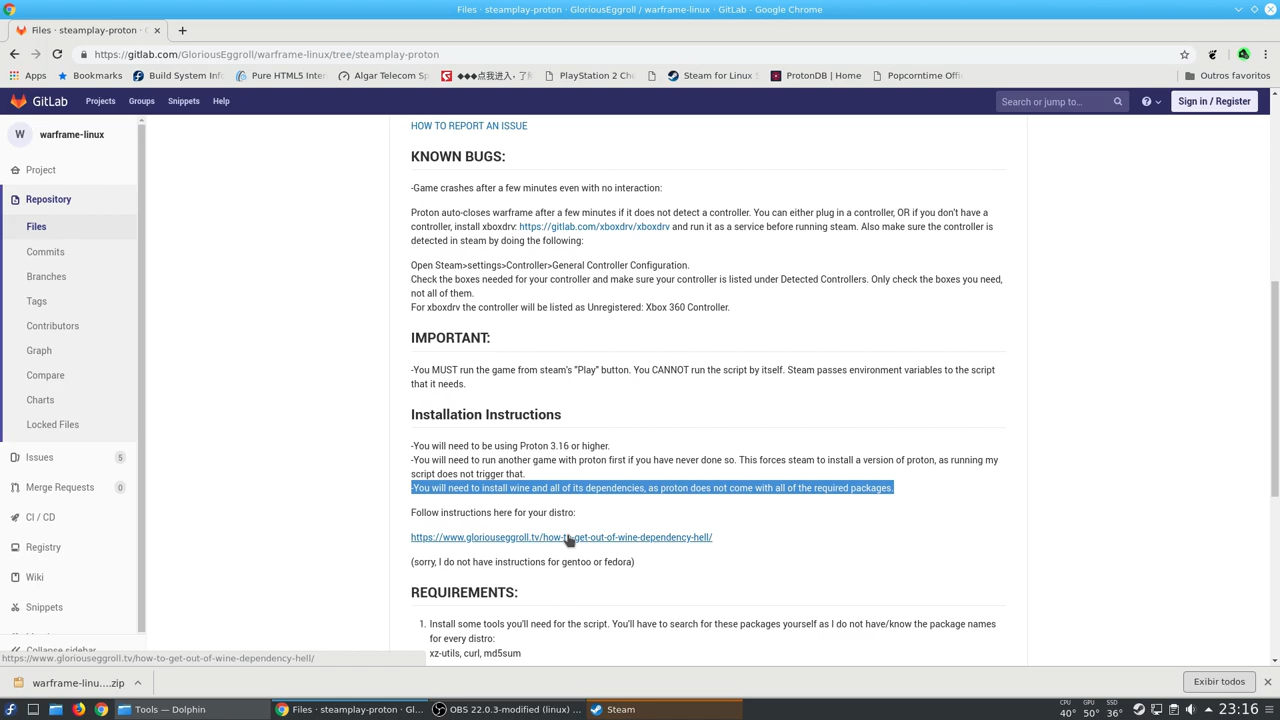 Files · steamplay-proton · GloriousEggroll / warframe-linux · GitLab - Google Chrome
Files · steamplay-proton · G
https://gitlab.com/GloriousEggroll/warframe-linux/tree/steamplay-proton
Apps Bookmarks Build System Inf Pure HTML5 Inter Algar Telecom Sp ◆◆◆点我进入，了 PlayStation 2 Che Steam for Linux : ProtonDB | Home Popcorntime Offi Outros favoritos
GitLab Projects Groups Snippets Help Search or jump to... Sign in / Register
W warframe-linux
Project
Repository
Files
Commits
Branches
Tags
Contributors
Graph
Compare
Charts
Locked Files
Issues 5
Merge Requests 0
CI / CD
Registry
Wiki
Snippets
Collapse sidebar
HOW TO REPORT AN ISSUE
KNOWN BUGS:
-Game crashes after a few minutes even with no interaction:
Proton auto-closes warframe after a few minutes if it does not detect a controller. You can either plug in a controller, OR if you don't have a
controller, install xboxdrv: https://gitlab.com/xboxdrv/xboxdrv and run it as a service before running steam. Also make sure the controller is
detected in steam by doing the following:
Open Steam>settings>Controller>General Controller Configuration.
Check the boxes needed for your controller and make sure your controller is listed under Detected Controllers. Only check the boxes you need,
not all of them.
For xboxdrv the controller will be listed as Unregistered: Xbox 360 Controller.
IMPORTANT:
-You MUST run the game from steam's "Play" button. You CANNOT run the script by itself. Steam passes environment variables to the script
that it needs.
Installation Instructions
-You will need to be using Proton 3.16 or higher.
-You will need to run another game with proton first if you have never done so. This forces steam to install a version of proton, as running my
script does not trigger that.
-You will need to install wine and all of its dependencies, as proton does not come with all of the required packages.
Follow instructions here for your distro:
https://www.gloriouseggroll.tv/how-to-get-out-of-wine-dependency-hell/
(sorry, I do not have instructions for gentoo or fedora)
REQUIREMENTS:
1. Install some tools you'll need for the script. You'll have to search for these packages yourself as I do not have/know the package names
for every distro:
xz-utils, curl, md5sum
https://www.gloriouseggroll.tv/how-to-get-out-of-wine-dependency-hell/
warframe-linu....zip Exibir todos
Tools — Dolphin Files · steamplay-proton · Gl... OBS 22.0.3-modified (linux) ... Steam
CPU 40° GPU 50° SSD 36° 23:16